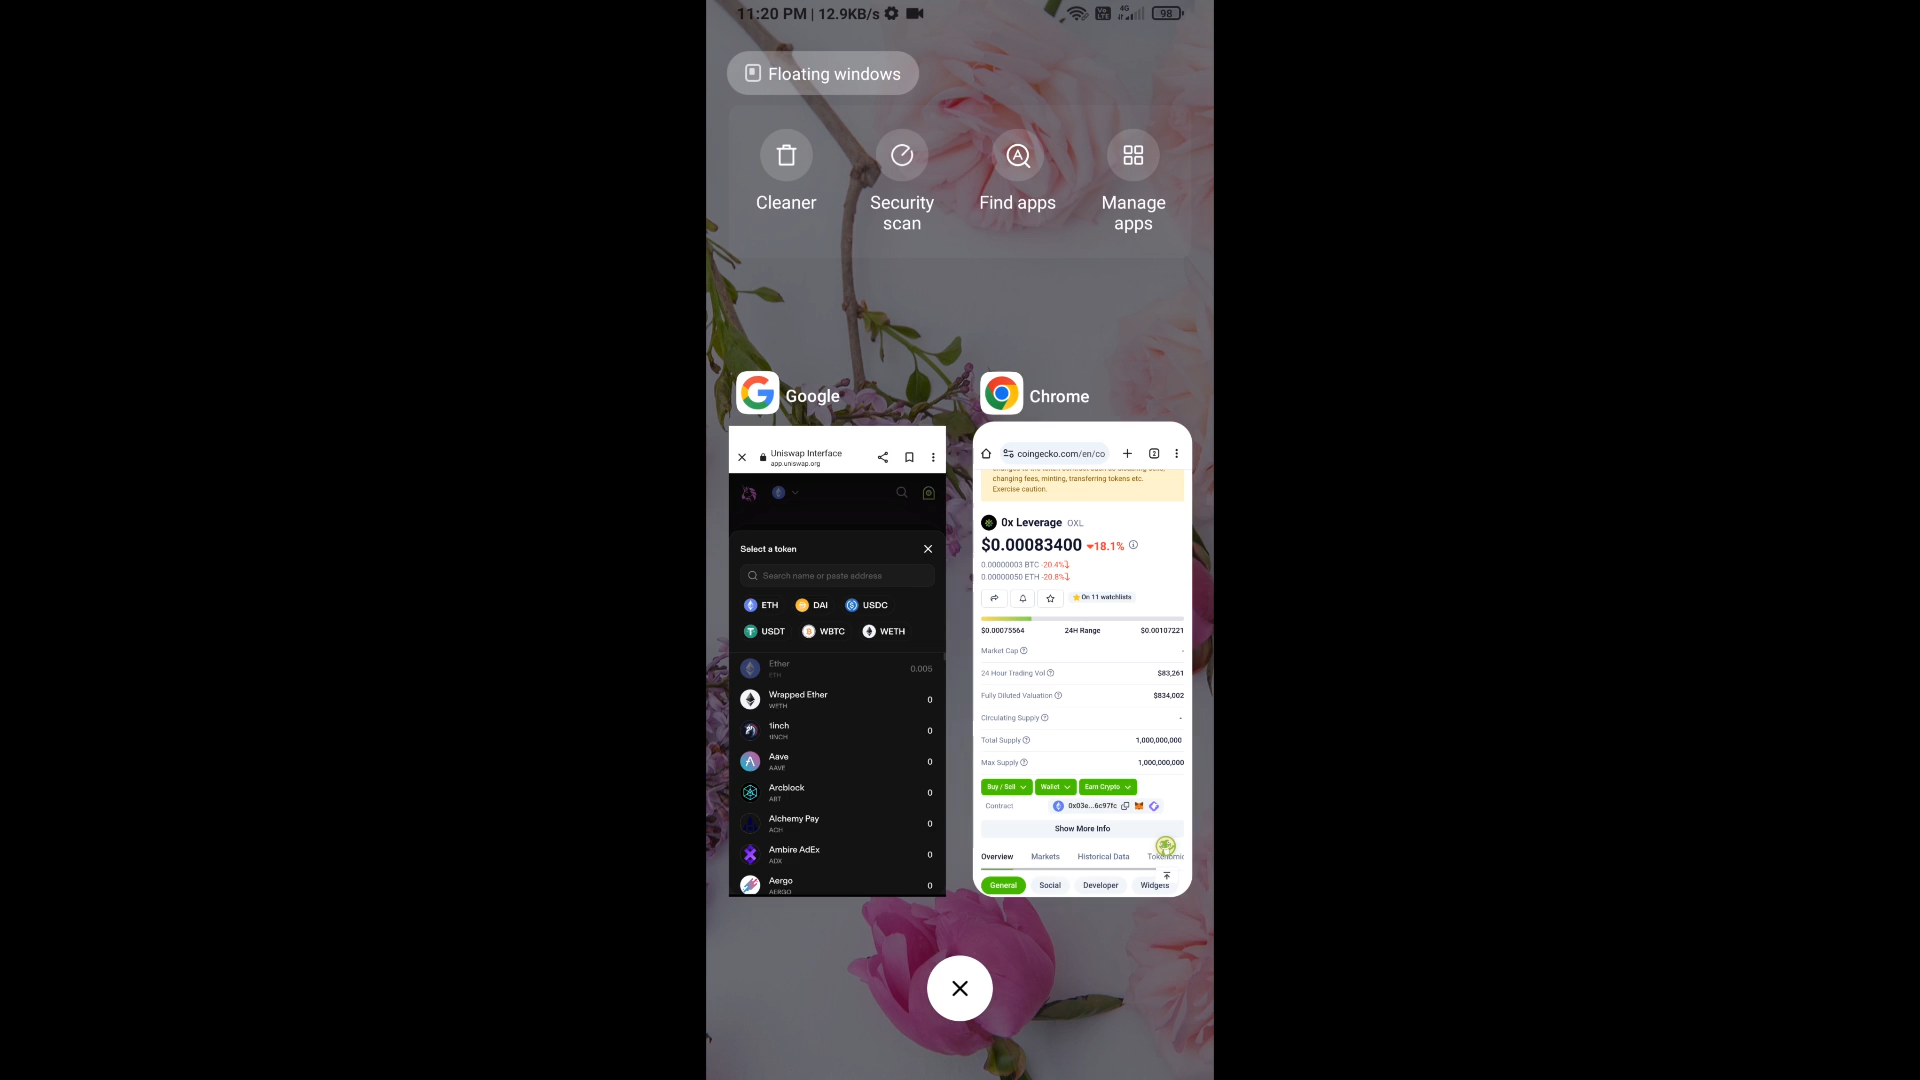 11:20 PM | 12.9KB/s
Vo LTE
4G
98
Floating windows
Cleaner
Security scan
Find apps
Manage apps
Google
Uniswap Interface
app.uniswap.org
Select a token
Search name or paste address
ETH
DAI
USDC
USDT
WBTC
WETH
Ether
ETH
0.005
Wrapped Ether
WETH
0
1inch
1INCH
0
Aave
AAVE
0
Arcblock
ABT
0
Alchemy Pay
ACH
0
Ambire AdEx
ADX
0
Aergo
AERGO
0
Chrome
coingecko.com/en/co
2
changing fees, minting, transferring tokens etc.
Exercise caution.
0x Leverage OXL
$0.00083400 18.1%
0.00000003 BTC -20.4%
0.00000050 ETH -20.8%
On 11 watchlists
$0.00075564 24H Range $0.00107221
Market Cap -
24 Hour Trading Vol $83,261
Fully Diluted Valuation $834,002
Circulating Supply -
Total Supply 1,000,000,000
Max Supply 1,000,000,000
Buy / Sell
Wallet
Earn Crypto
Contract 0x03e...6c97fc
Show More Info
Overview Markets Historical Data Tokenomic
General Social Developer Widgets